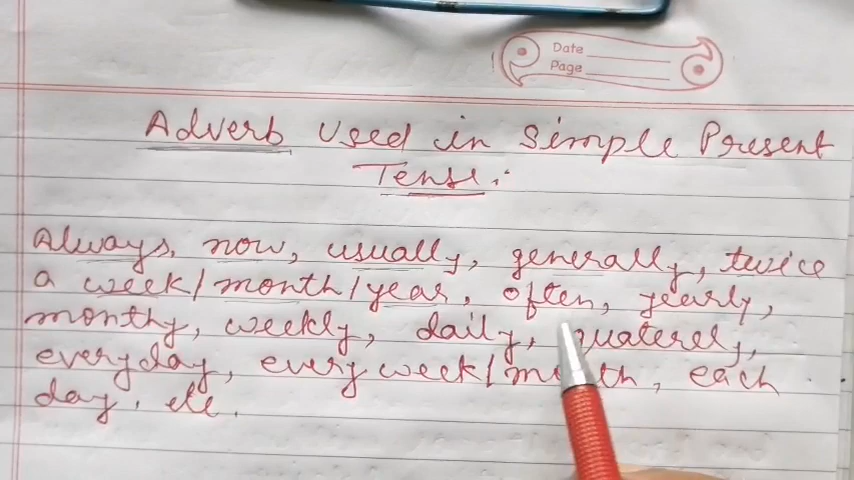 Date
Page
Adverb Used in Simple Present
Tense :
Always, now, usually, generally, twice
a week/month/year, often, yearly,
monthy, weekly, daily, quaterely,
everyday, every week/month, each
day, etc.